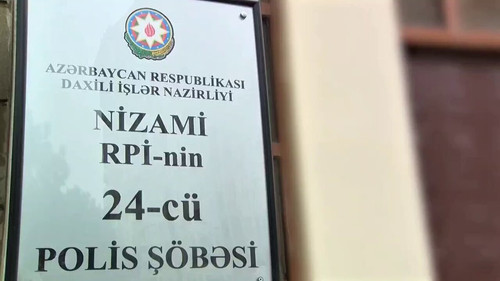 AZƏRBAYCAN RESPUBLİKASI
DAXİLİ İŞLƏR NAZİRLİYİ
NİZAMİ
RPİ-nin
24-cü
POLİS ŞÖBƏSİ